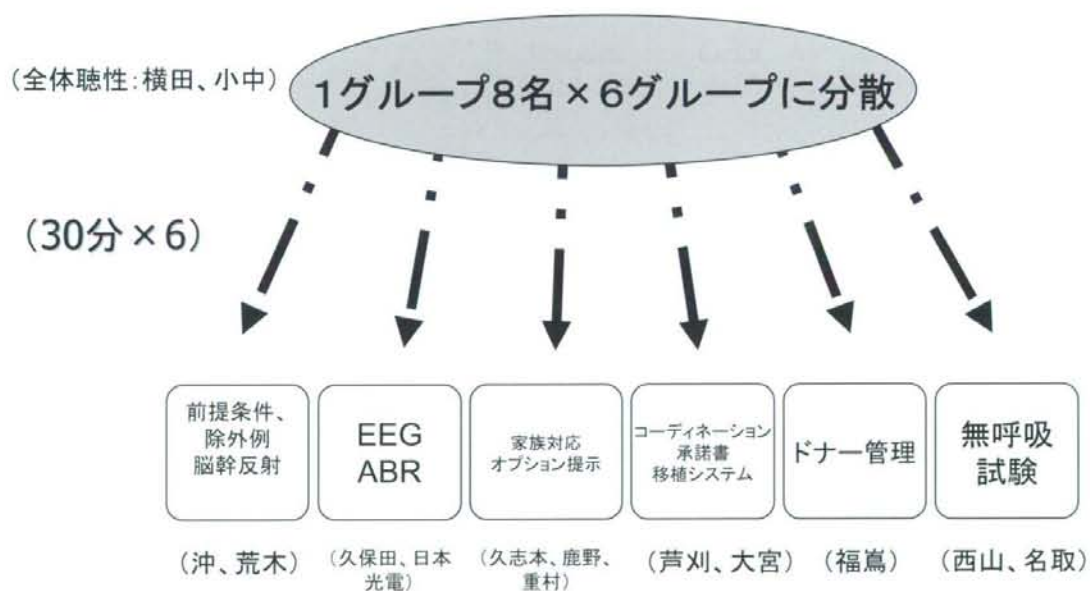 （全体聴性：横田、小中）
1グループ8名×6グループに分散
（30分×6）
前提条件、
除外例
脳幹反射
EEG
ABR
家族対応
オプション提示
コーディネーション
承諾書
移植システム
ドナー管理
無呼吸
試験
（沖、荒木）
（久保田、日本
光電）
（久志本、鹿野、
重村）
（芦刈、大宮）
（福嶌）
（西山、名取）